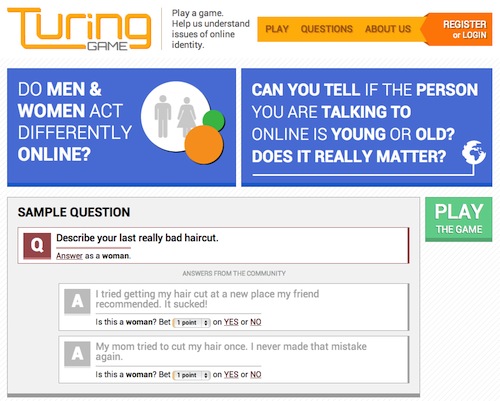 Turing
GAME
Play a game.
Help us understand
issues of online
identity.
PLAY QUESTIONS ABOUT US
REGISTER
or LOGIN
DO MEN &
WOMEN ACT
DIFFERENTLY
ONLINE?
CAN YOU TELL IF THE PERSON
YOU ARE TALKING TO
ONLINE IS YOUNG OR OLD?
DOES IT REALLY MATTER?
SAMPLE QUESTION
Q
Describe your last really bad haircut.
Answer as a woman.
ANSWERS FROM THE COMMUNITY
A
I tried getting my hair cut at a new place my friend
recommended. It sucked!
Is this a woman? Bet 1 point on YES or NO
A
My mom tried to cut my hair once. I never made that mistake
again.
Is this a woman? Bet 1 point on YES or NO
PLAY
THE GAME